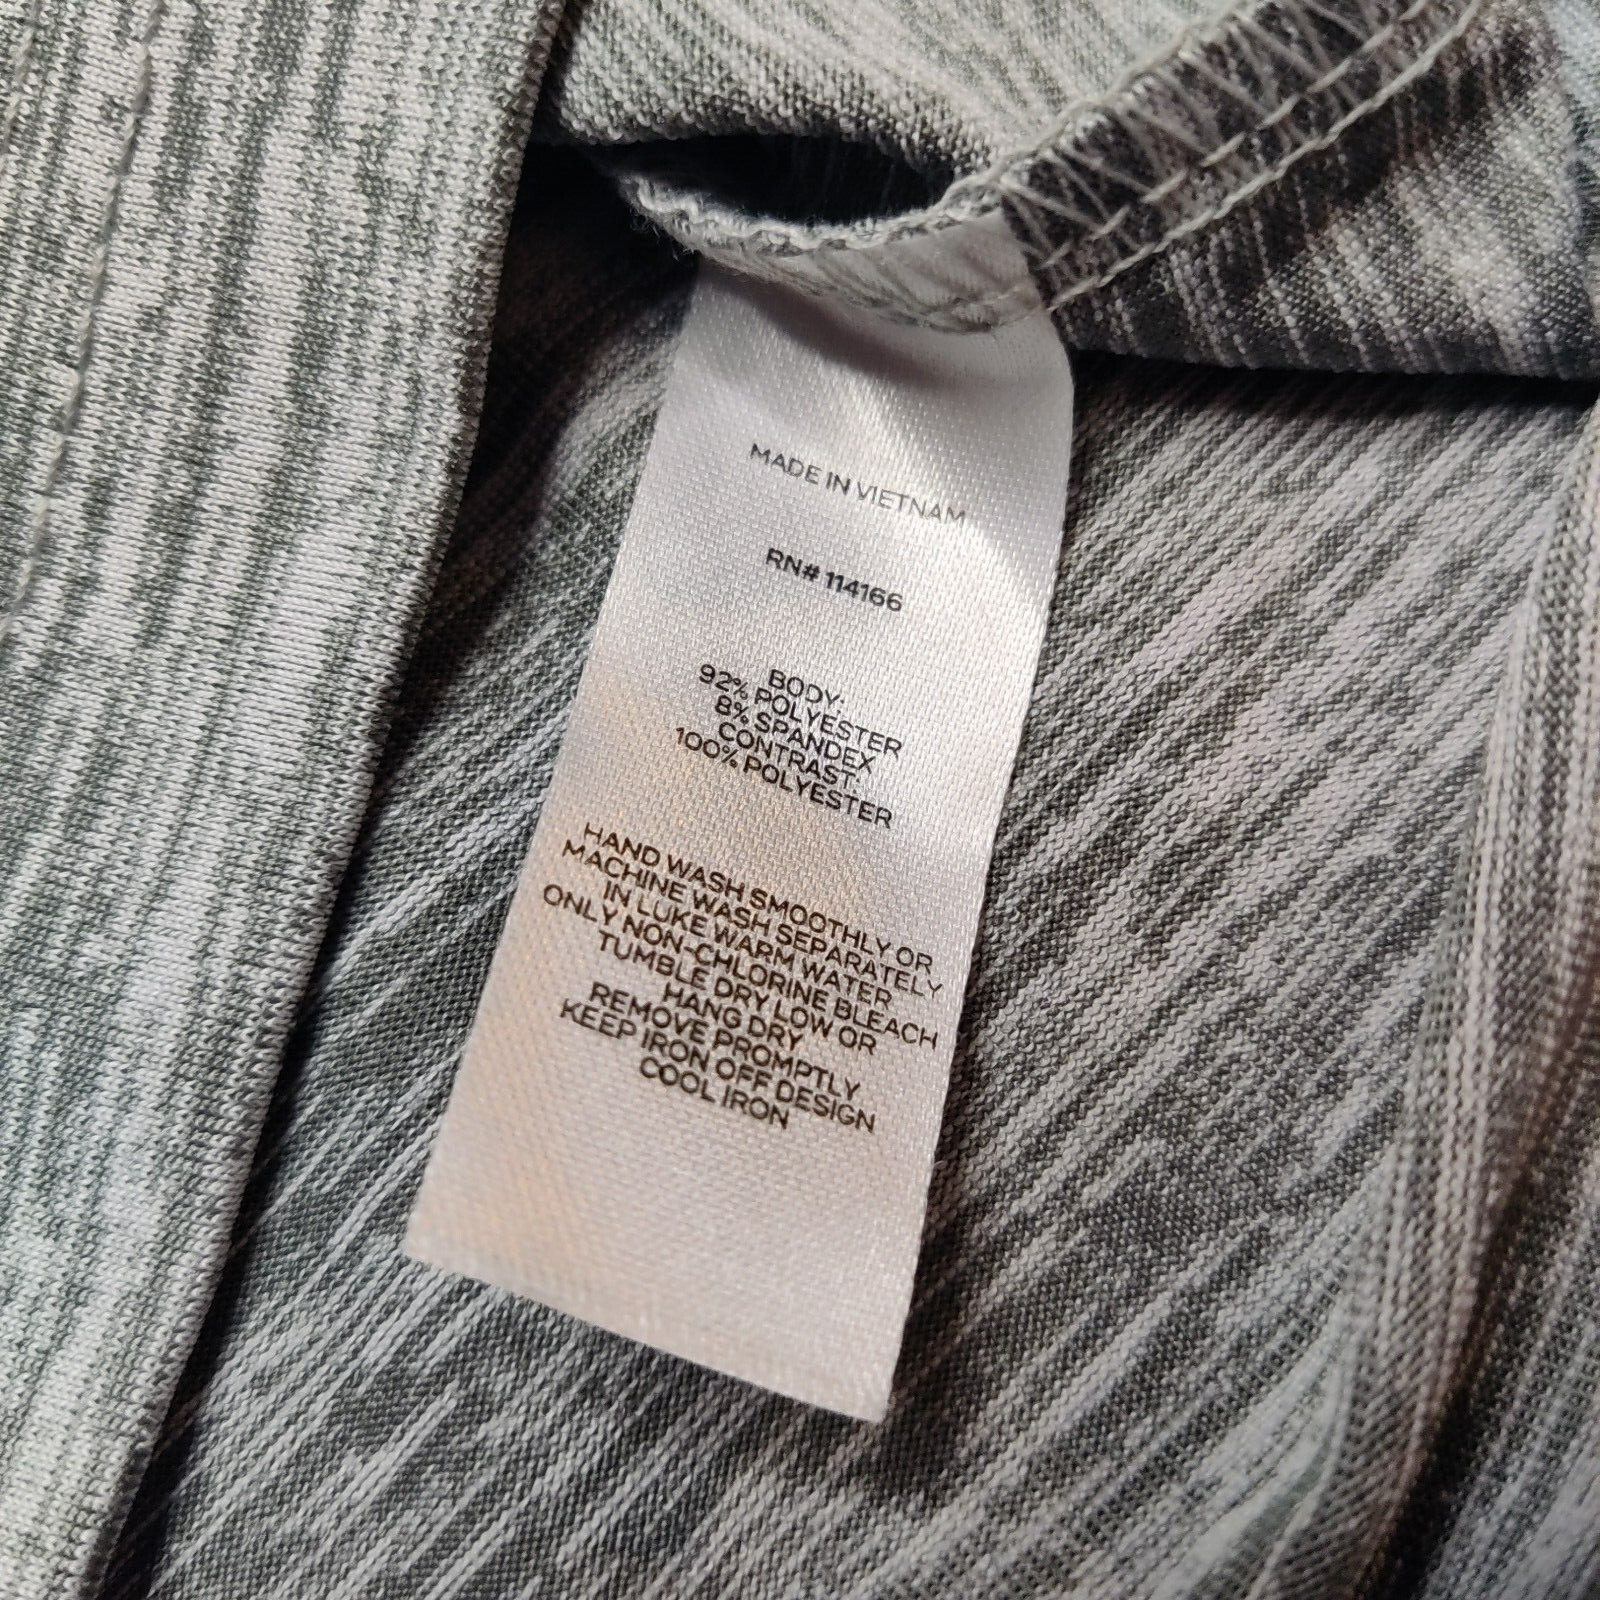 MADE IN VIETNAM
RN# 114166
BODY:
92% POLYESTER
8% SPANDEX
CONTRAST:
100% POLYESTER
HAND WASH SMOOTHLY OR
MACHINE WASH SEPARATELY
IN LUKE WARM WATER
ONLY NON-CHLORINE BLEACH
TUMBLE DRY LOW OR
HANG DRY
REMOVE PROMPTLY
KEEP IRON OFF DESIGN
COOL IRON